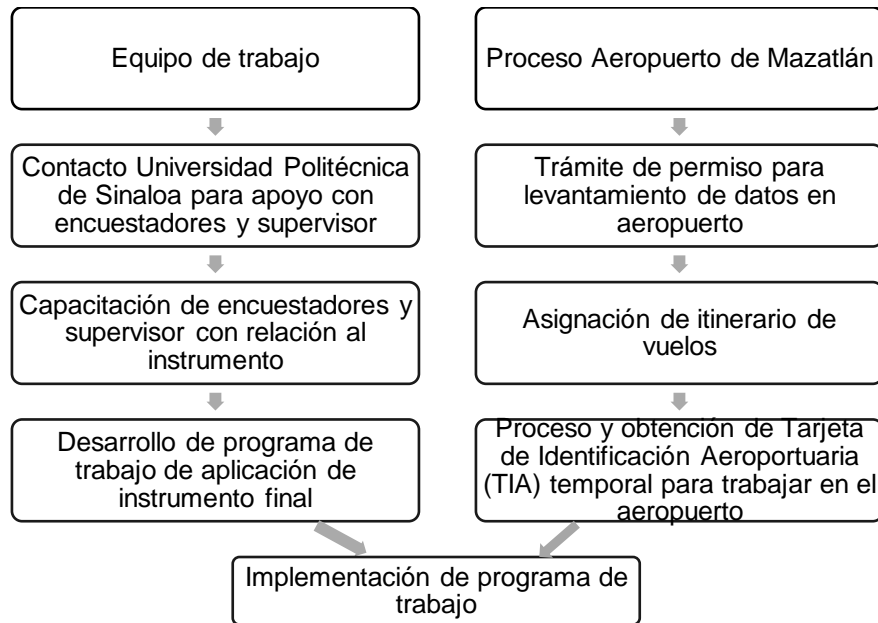 Equipo de trabajo
Contacto Universidad Politécnica
de Sinaloa para apoyo con
encuestadores y supervisor
Capacitación de encuestadores y
supervisor con relación al
instrumento
Desarrollo de programa de
trabajo de aplicación de
instrumento final
Proceso Aeropuerto de Mazatlán
Trámite de permiso para
levantamiento de datos en
aeropuerto
Asignación de itinerario de
vuelos
Proceso y obtención de Tarjeta
de Identificación Aeroportuaria
(TIA) temporal para trabajar en el
aeropuerto
Implementación de programa de
trabajo